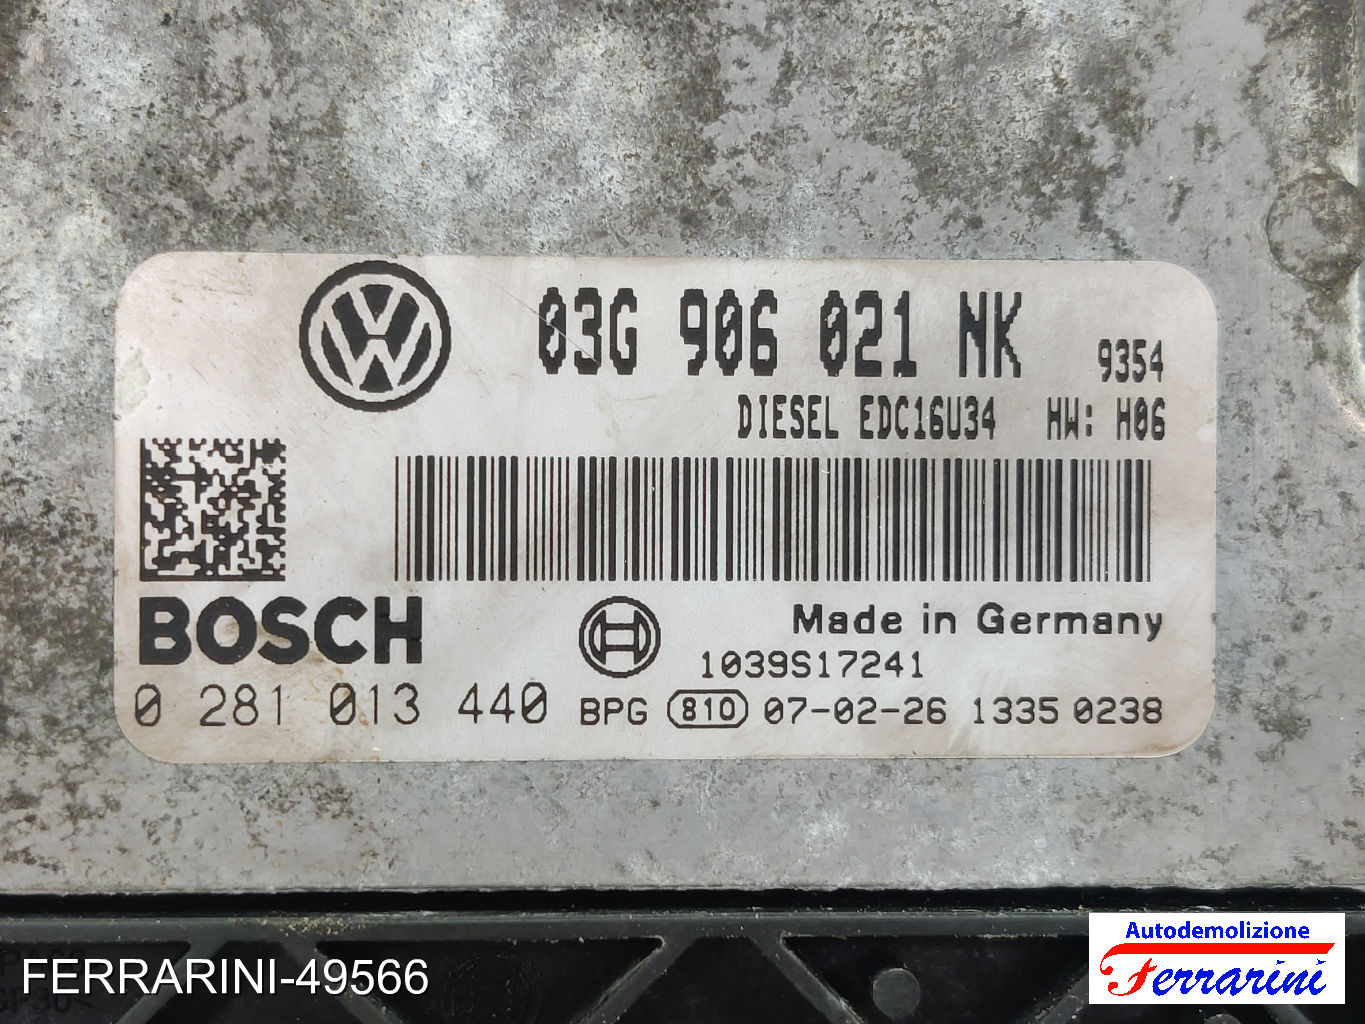 03G 906 021 NK 9354
DIESEL EDC16U34 HW: H06
BOSCH
Made in Germany
1039S17241
0 281 013 440 BPG 810 07-02-26 1335 0238
FERRARINI-49566
Autodemolizione
Ferrarini